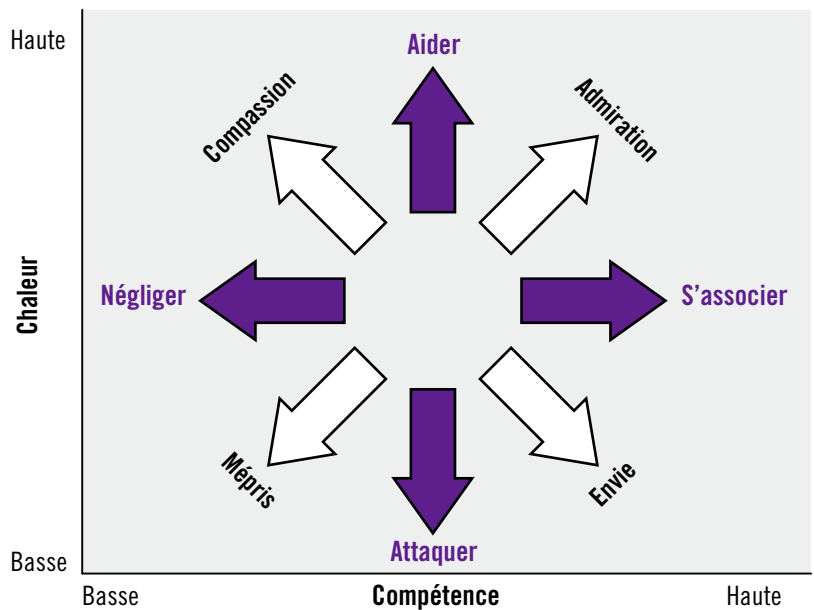 Haute
Aider
Compassion
Admiration
Chaleur
Négliger
S’associer
Mépris
Envie
Attaquer
Basse
Basse
Compétence
Haute